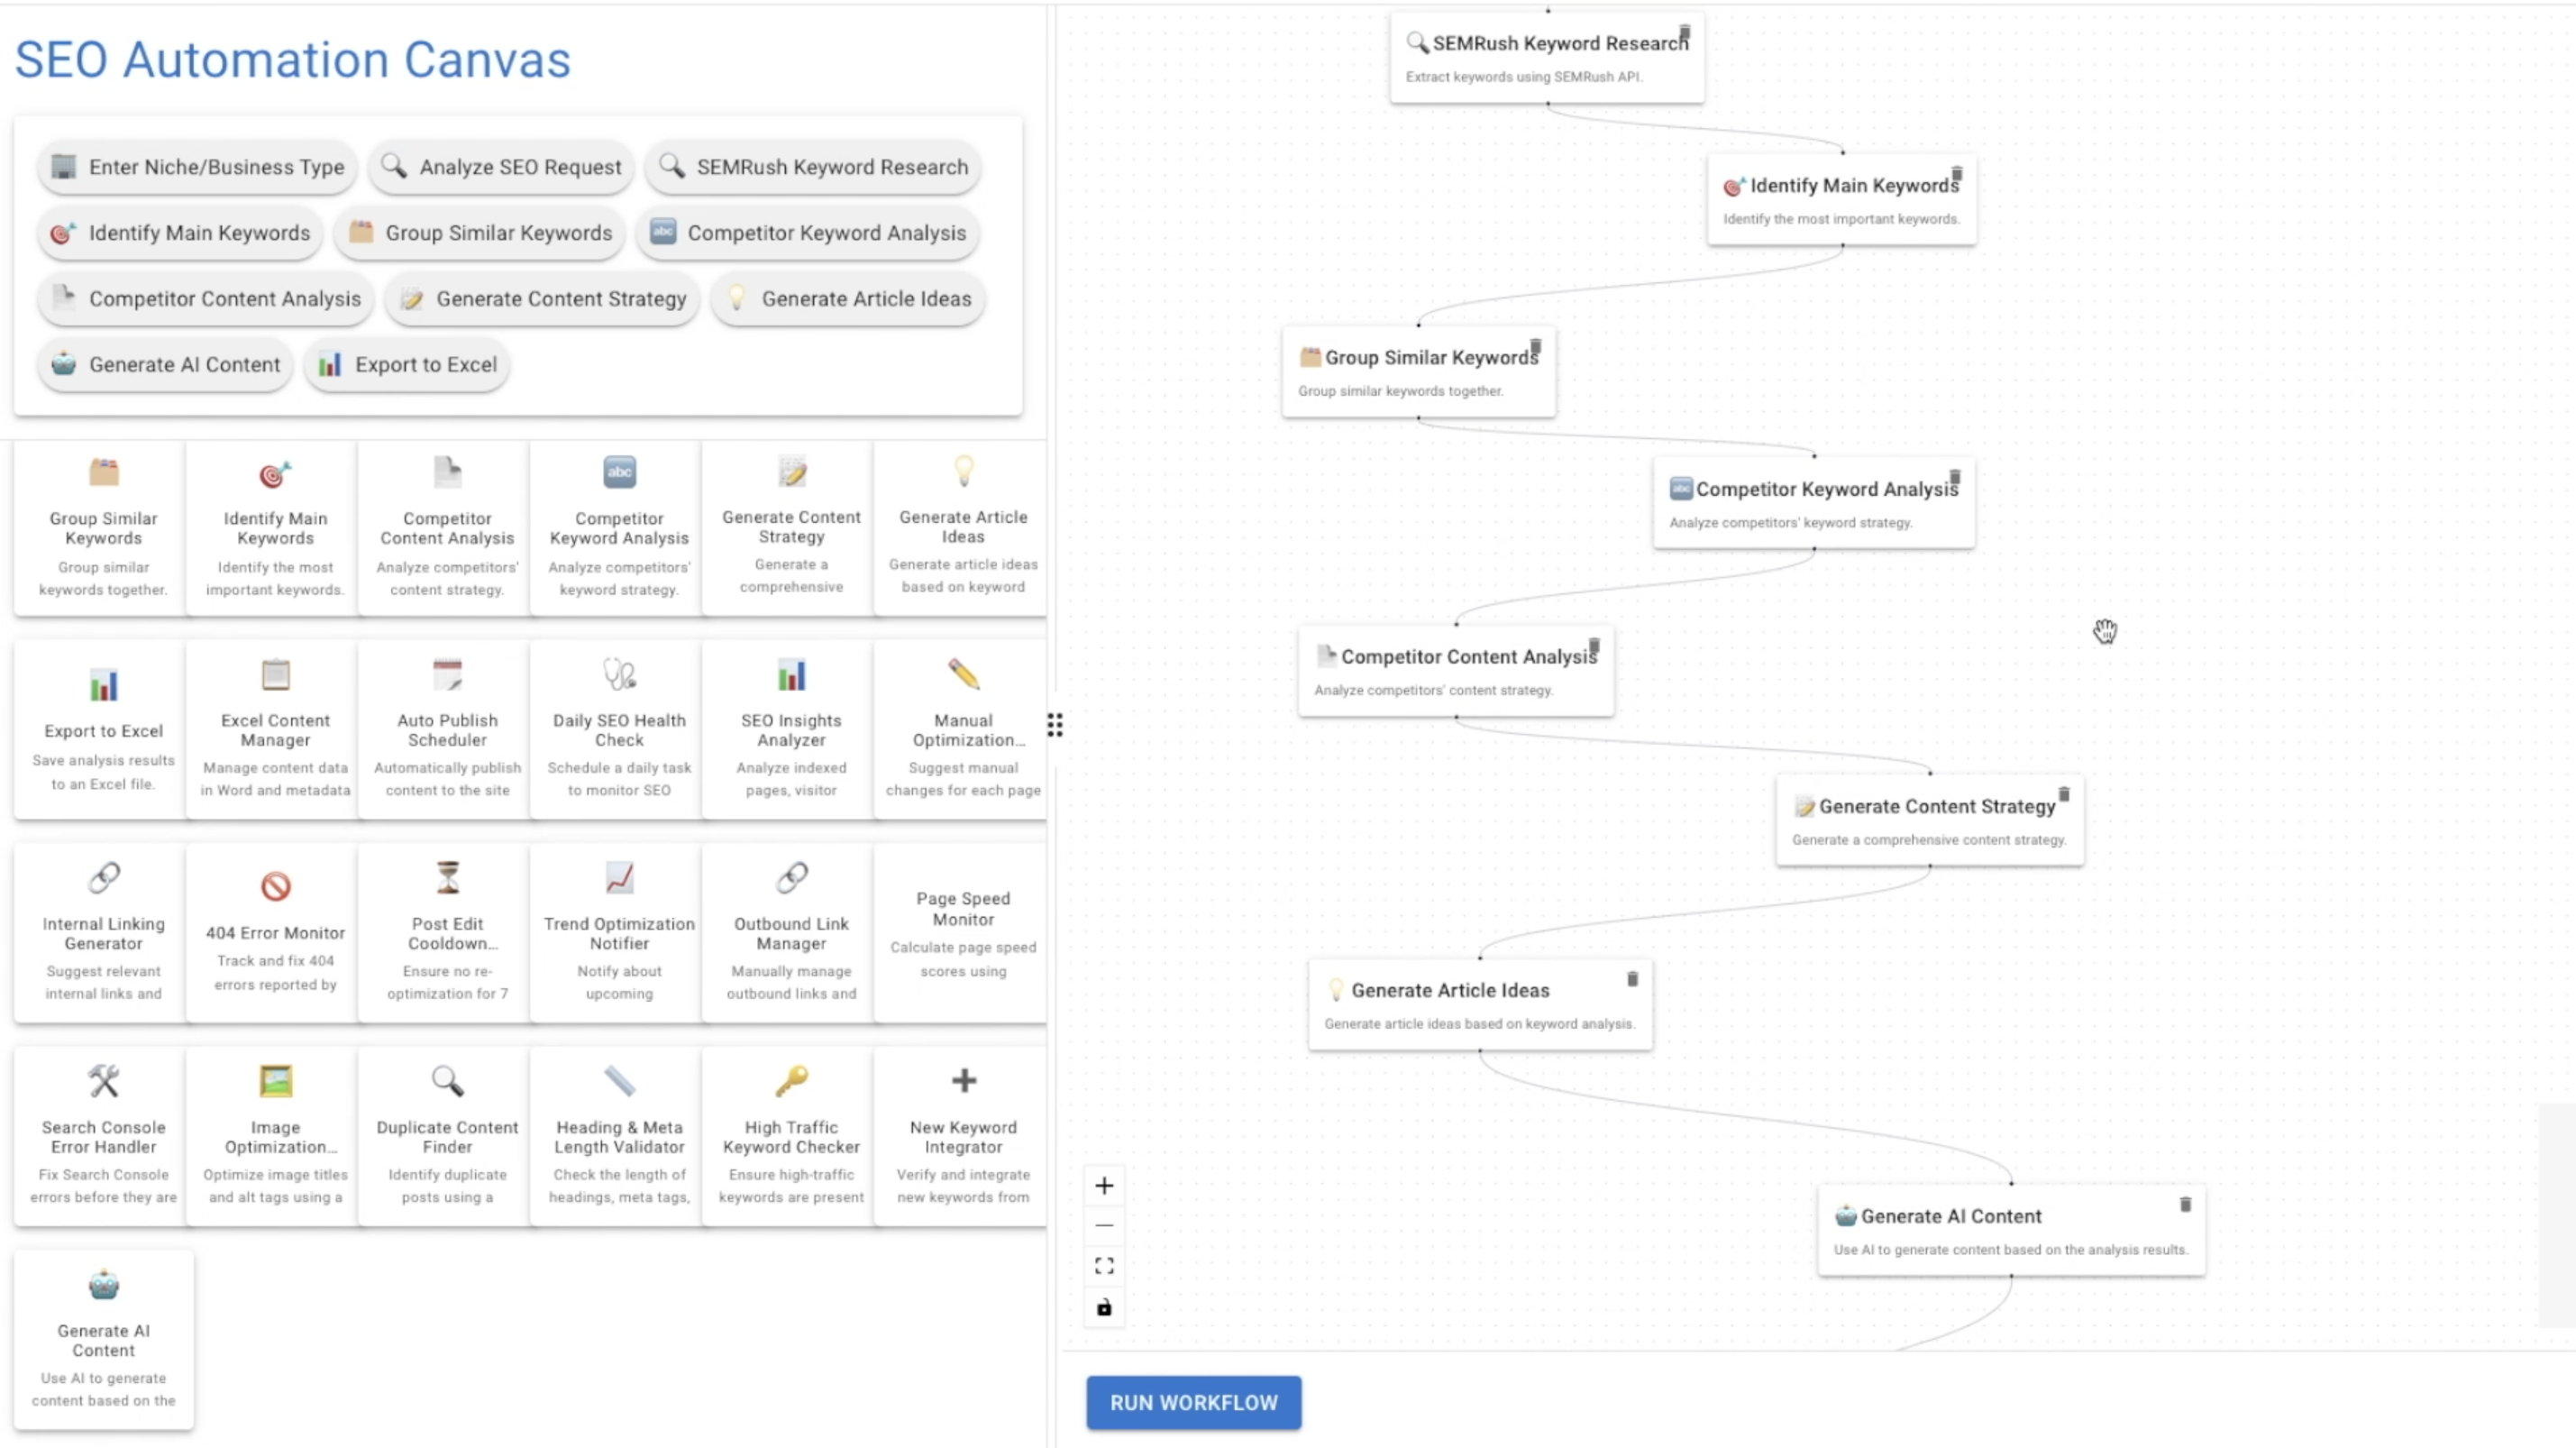 SEO Automation Canvas
Enter Niche/Business Type
Analyze SEO Request
SEMRush Keyword Research
Identify Main Keywords
Group Similar Keywords
abc
Competitor Keyword Analysis
Competitor Content Analysis
Generate Content Strategy
Generate Article Ideas
Generate AI Content
Export to Excel
Group Similar
Keywords
Group similar
keywords together.
Identify Main
Keywords
Identify the most
important keywords.
Competitor
Content Analysis
Analyze competitors'
content strategy.
abc
Competitor
Keyword Analysis
Analyze competitors'
keyword strategy.
Generate Content
Strategy
Generate a
comprehensive
Generate Article
Ideas
Generate article ideas
based on keyword
Export to Excel
Save analysis results
to an Excel file.
Excel Content
Manager
Manage content data
in Word and metadata
Auto Publish
Scheduler
Automatically publish
content to the site
Daily SEO Health
Check
Schedule a daily task
to monitor SEO
SEO Insights
Analyzer
Analyze indexed
pages, visitor
Manual
Optimization...
Suggest manual
changes for each page
Internal Linking
Generator
Suggest relevant
internal links and
404 Error Monitor
Track and fix 404
errors reported by
Post Edit
Cooldown...
Ensure no re-
optimization for 7
Trend Optimization
Notifier
Notify about
upcoming
Outbound Link
Manager
Manually manage
outbound links and
Page Speed
Monitor
Calculate page speed
scores using
Search Console
Error Handler
Fix Search Console
errors before they are
Image
Optimization...
Optimize image titles
and alt tags using a
Duplicate Content
Finder
Identify duplicate
posts using a
Heading & Meta
Length Validator
Check the length of
headings, meta tags,
High Traffic
Keyword Checker
Ensure high-traffic
keywords are present
New Keyword
Integrator
Verify and integrate
new keywords from
Generate AI
Content
Use AI to generate
content based on the
SEMRush Keyword Research
Extract keywords using SEMRush API.
Identify Main Keywords
Identify the most important keywords.
Group Similar Keywords
Group similar keywords together.
abc
Competitor Keyword Analysis
Analyze competitors' keyword strategy.
Competitor Content Analysis
Analyze competitors' content strategy.
Generate Content Strategy
Generate a comprehensive content strategy.
Generate Article Ideas
Generate article ideas based on keyword analysis.
Generate AI Content
Use AI to generate content based on the analysis results.
RUN WORKFLOW